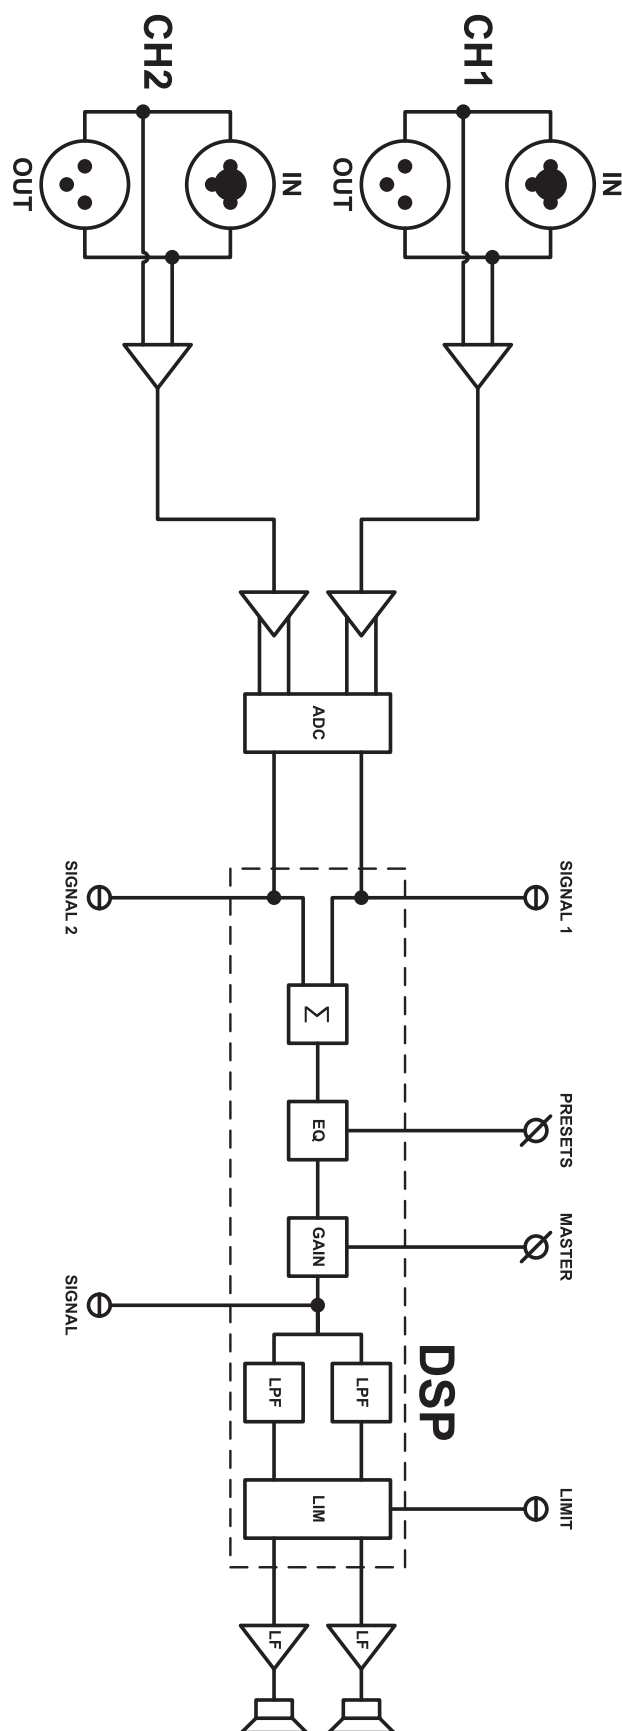 CH1
IN
OUT
CH2
IN
OUT
ADC
SIGNAL 1
SIGNAL 2
Σ
EQ
PRESETS
GAIN
MASTER
SIGNAL
DSP
LPF
LPF
LIM
LIMIT
LF
LF